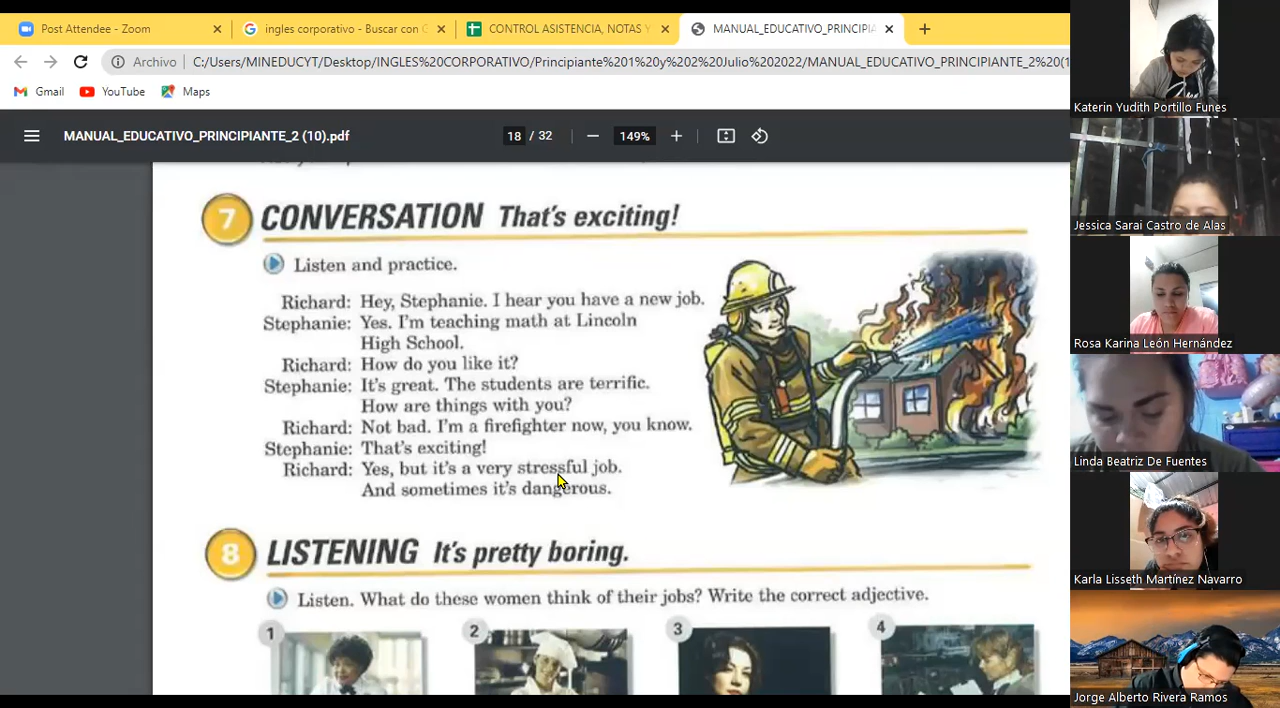 Post Attendee - Zoom
ingles corporativo - Buscar con G
CONTROL ASISTENCIA, NOTAS Y
MANUAL_EDUCATIVO_PRINCIPIA
Archivo
C:/Users/MINEDUCYT/Desktop/INGLES%20CORPORATIVO/Principiante%201%20y%202%20Julio%202022/MANUAL_EDUCATIVO_PRINCIPIANTE_2%20(1
Gmail YouTube Maps
MANUAL_EDUCATIVO_PRINCIPIANTE_2 (10).pdf
18 / 32
149%
7 CONVERSATION That's exciting!
Listen and practice.
Richard: Hey, Stephanie. I hear you have a new job.
Stephanie: Yes. I'm teaching math at Lincoln
High School.
Richard: How do you like it?
Stephanie: It's great. The students are terrific.
How are things with you?
Richard: Not bad. I'm a firefighter now, you know.
Stephanie: That's exciting!
Richard: Yes, but it's a very stressful job.
And sometimes it's dangerous.
8 LISTENING It's pretty boring.
Listen. What do these women think of their jobs? Write the correct adjective.
1
2
3
4
Katerin Yudith Portillo Funes
Jessica Sarai Castro de Alas
Rosa Karina León Hernández
Linda Beatriz De Fuentes
Karla Lisseth Martínez Navarro
Jorge Alberto Rivera Ramos